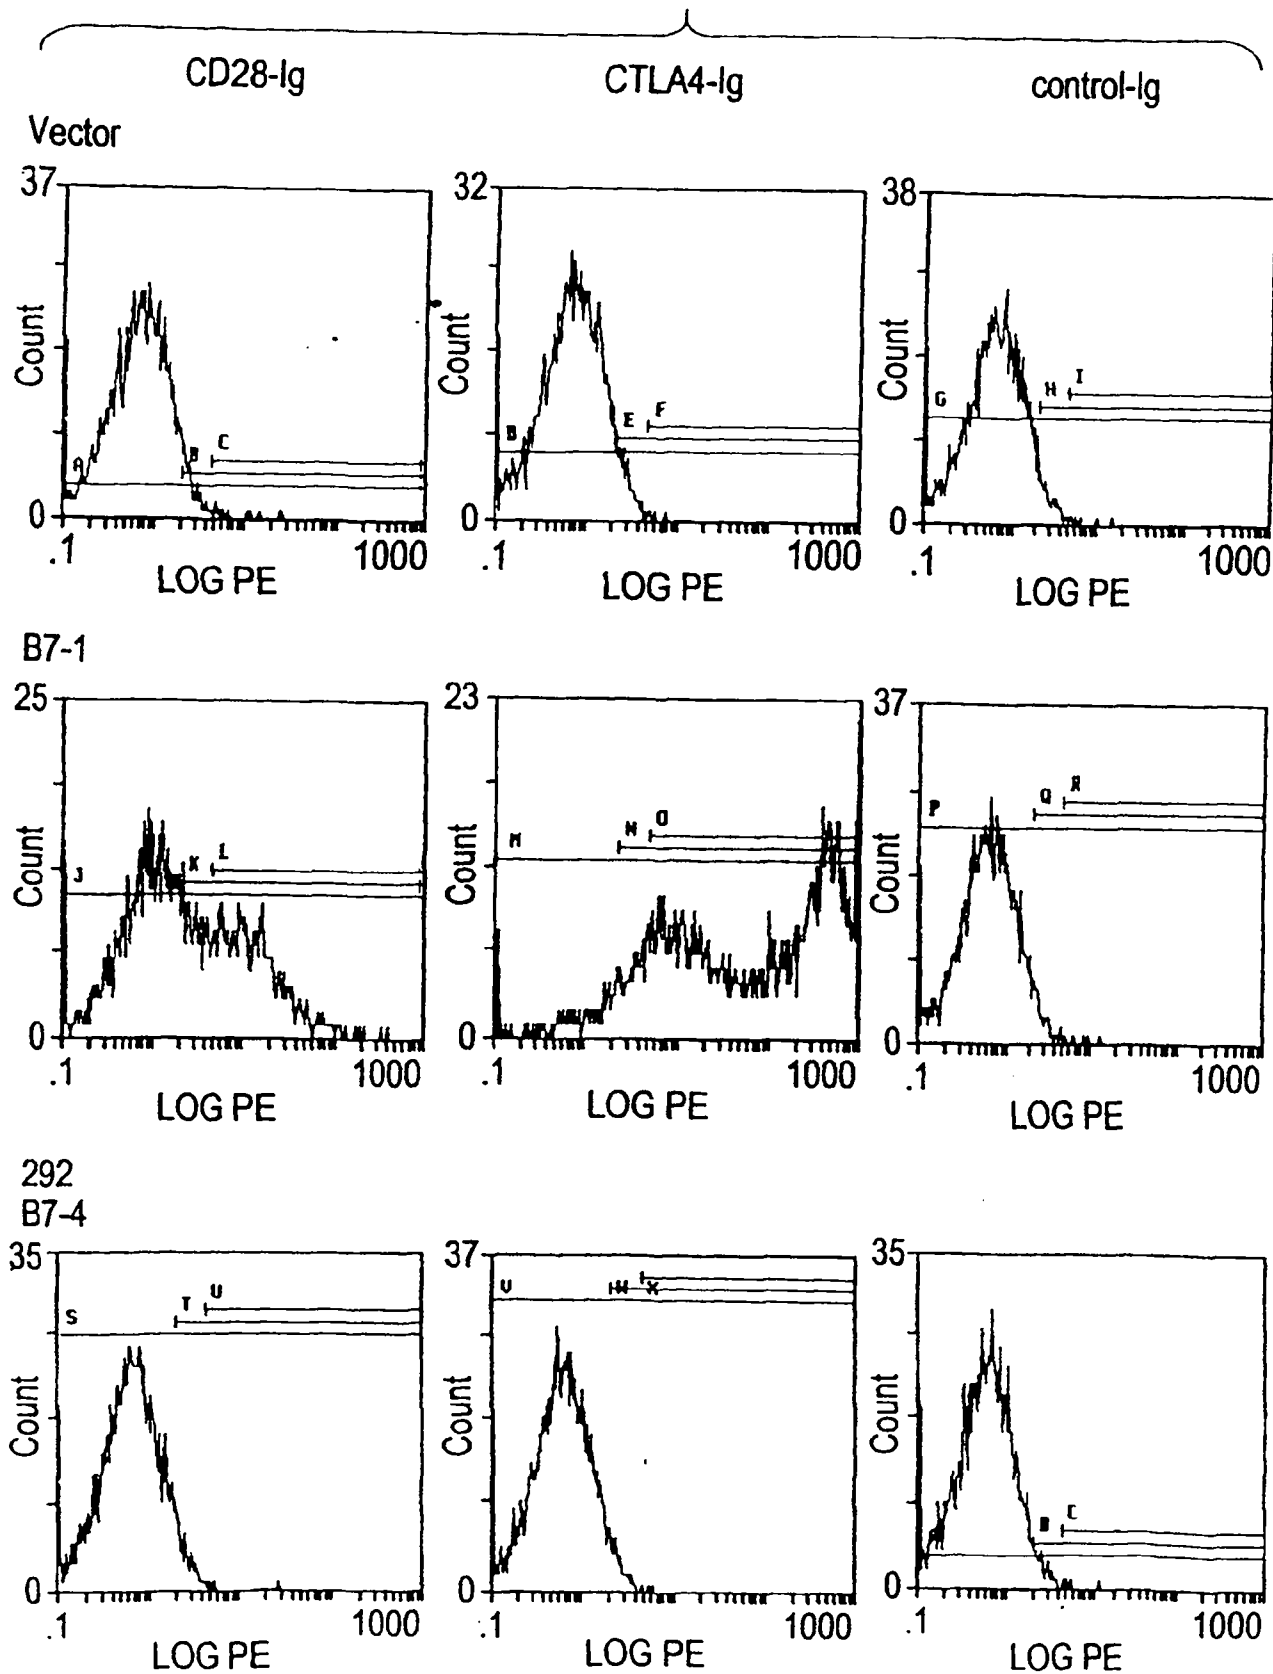 CD28-Ig CTLA4-Ig control-Ig
Vector
37 32 38
Count Count Count
A B C B E F G H I
0 0 0
.1 1000 .1 1000 .1 1000
LOG PE LOG PE LOG PE
B7-1
25 23 37
Count Count Count
J K L M N O P Q R
0 0 0
.1 1000 .1 1000 .1 1000
LOG PE LOG PE LOG PE
292
B7-4
35 37 35
Count Count Count
S T U V W X B C
0 0 0
.1 1000 .1 1000 .1 1000
LOG PE LOG PE LOG PE